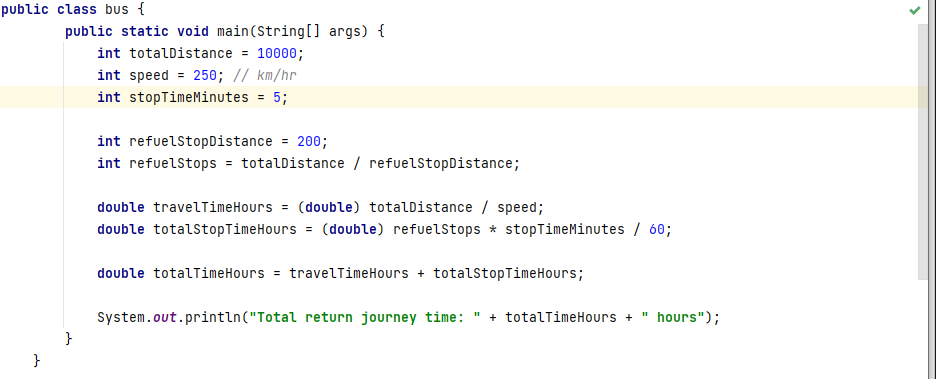 public class bus {
public static void main(String[] args) {
int totalDistance = 10000;
int speed = 250; // km/hr
int stopTimeMinutes = 5;
int refuelStopDistance = 200;
int refuelStops = totalDistance / refuelStopDistance;
double travelTimeHours = (double) totalDistance / speed;
double totalStopTimeHours = (double) refuelStops * stopTimeMinutes / 60;
double totalTimeHours = travelTimeHours + totalStopTimeHours;
System.out.println("Total return journey time: " + totalTimeHours + " hours");
}
}